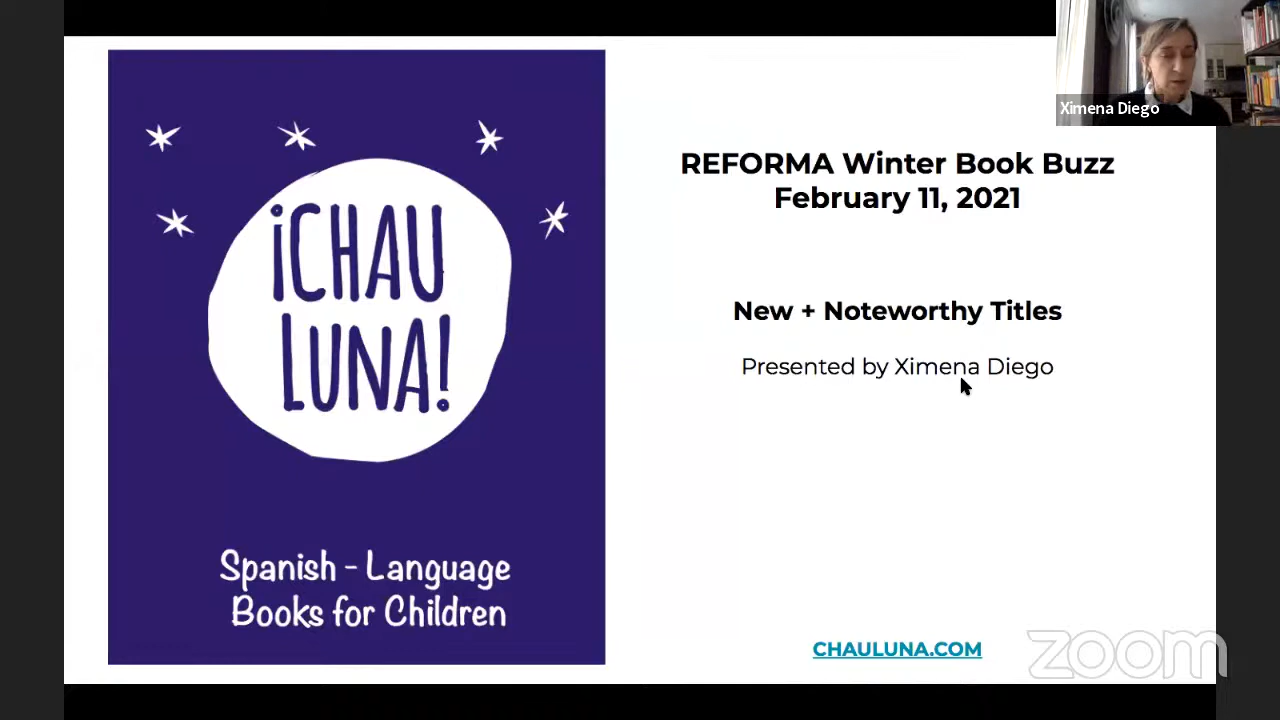 ¡CHAU
LUNA!
Spanish - Language
Books for Children
REFORMA Winter Book Buzz
February 11, 2021
New + Noteworthy Titles
Presented by Ximena Diego
CHAULUNA.COM
Ximena Diego
zoom